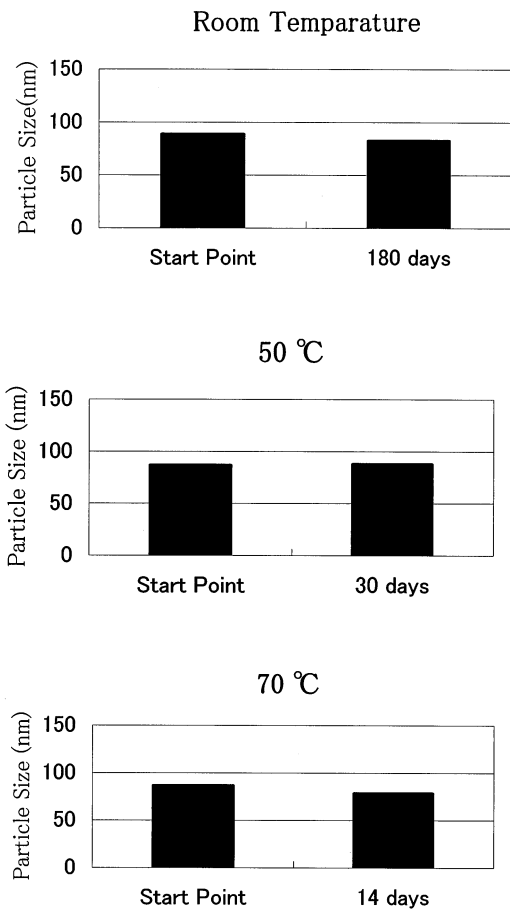 Room Temparature
Particle Size(nm)
150
100
50
0
Start Point
180 days
50 ℃
Particle Size (nm)
150
100
50
0
Start Point
30 days
70 ℃
Particle Size (nm)
150
100
50
0
Start Point
14 days